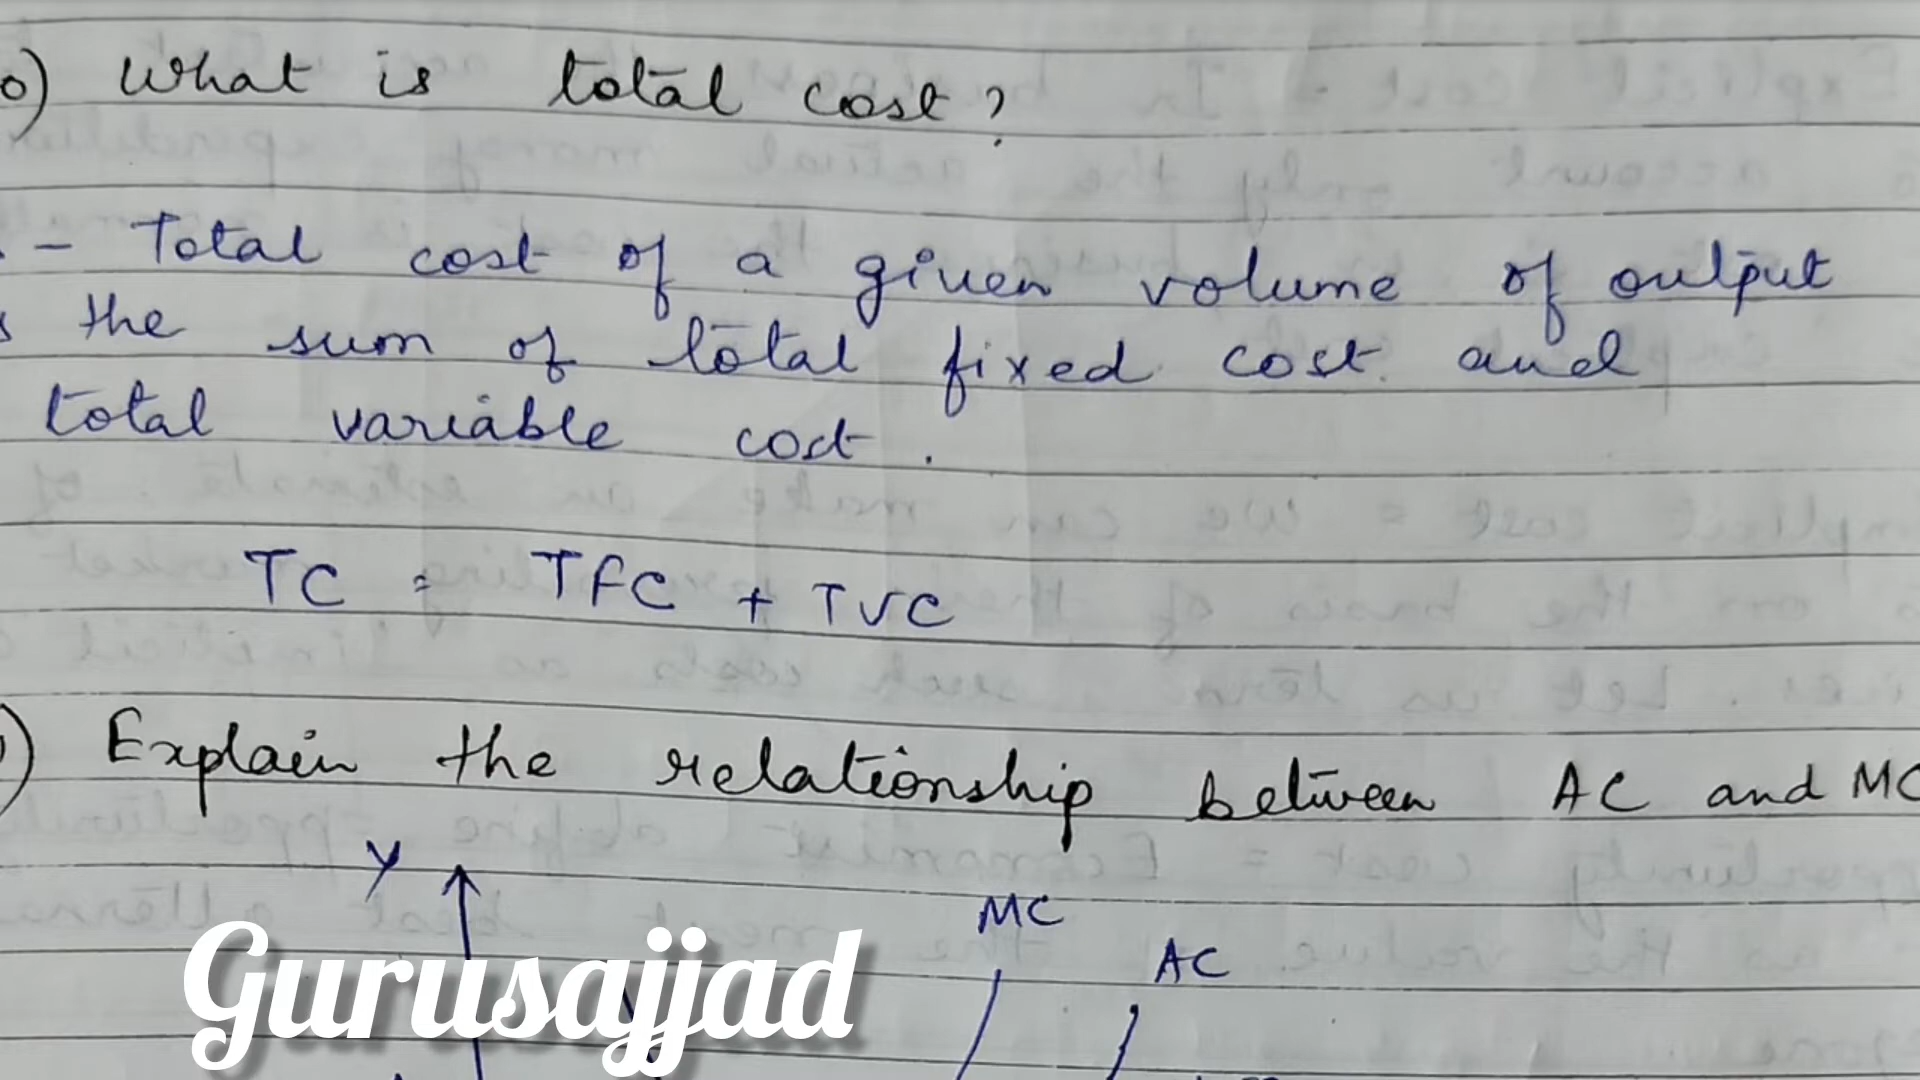 o) What is total cost?
- Total cost of a given volume of output
s the sum of total fixed cost and
total variable cost.
TC = TFC + TVC
) Explain the relationship between AC and MC
Y
MC
AC
Gurusajjad